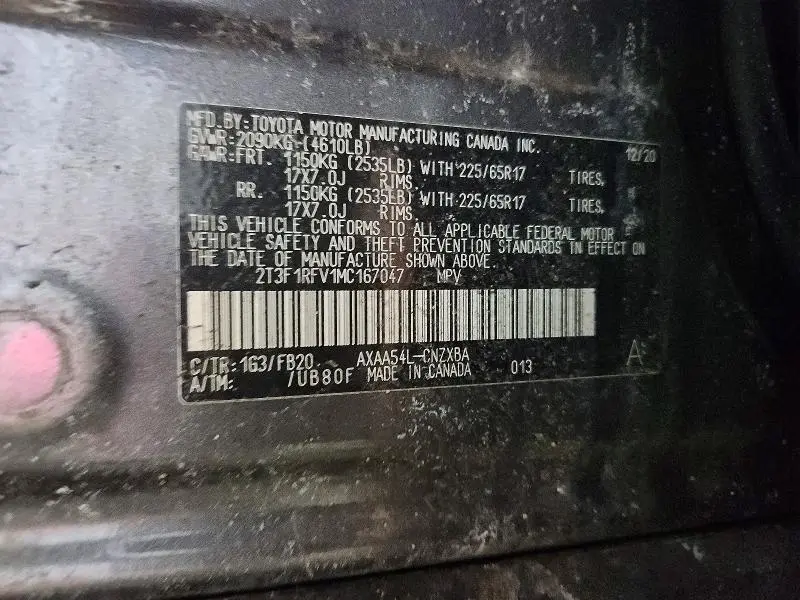 MFD.BY:TOYOTA MOTOR MANUFACTURING CANADA INC.
GVWR:2090KG-(4610LB) 12/20
GAWR:FRT. 1150KG (2535LB) WITH 225/65R17 TIRES,
17X7.0J RIMS.
RR. 1150KG (2535LB) WITH 225/65R17 TIRES,
17X7.0J RIMS.
THIS VEHICLE CONFORMS TO ALL APPLICABLE FEDERAL MOTOR
VEHICLE SAFETY AND THEFT PREVENTION STANDARDS IN EFFECT ON
THE DATE OF MANUFACTURE SHOWN ABOVE.
2T3F1RFV1MC167047 MPV
C/TR:1G3/FB20 AXAA54L-CNZXBA
A/TM: /UB80F MADE IN CANADA 013 A